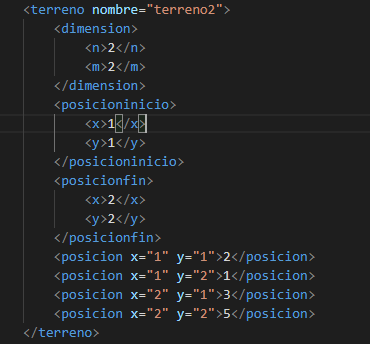 <terreno nombre="terreno2">
    <dimension>
        <n>2</n>
        <m>2</m>
    </dimension>
    <posicioninicio>
        <x>1</x>
        <y>1</y>
    </posicioninicio>
    <posicionfin>
        <x>2</x>
        <y>2</y>
    </posicionfin>
    <posicion x="1" y="1">2</posicion>
    <posicion x="1" y="2">1</posicion>
    <posicion x="2" y="1">3</posicion>
    <posicion x="2" y="2">5</posicion>
</terreno>